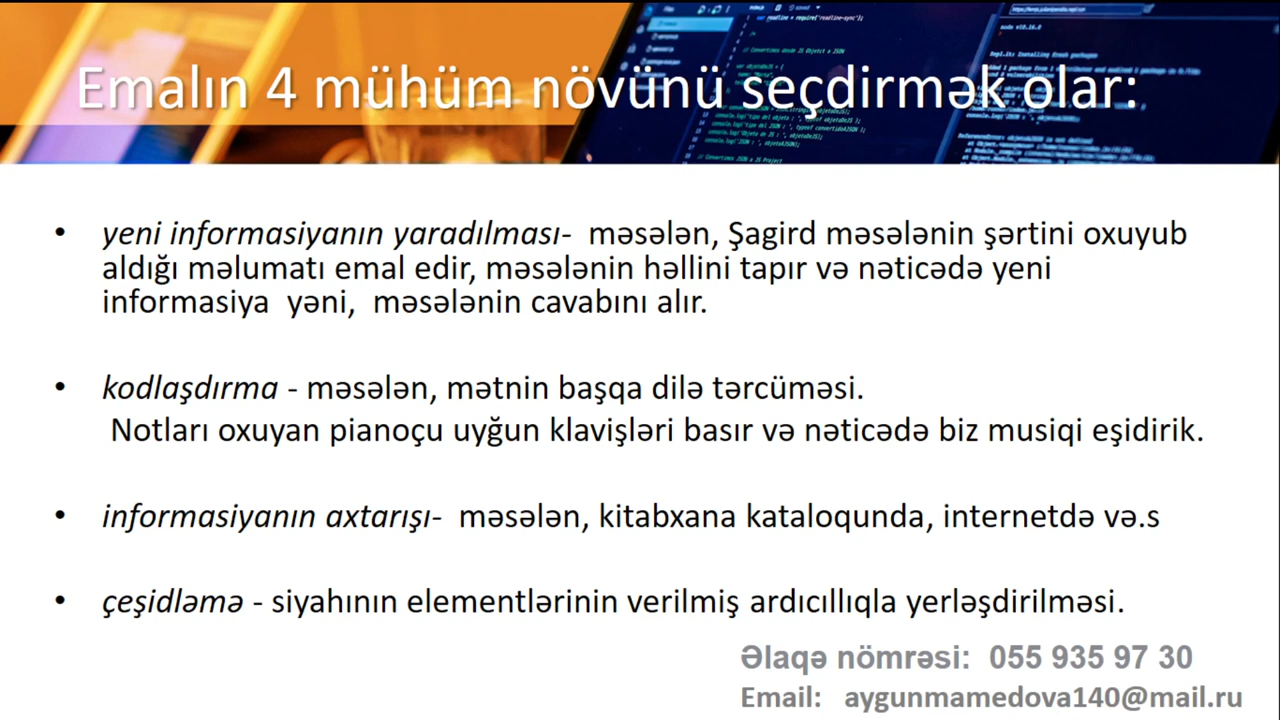 Emalın 4 mühüm növünü seçdirmək olar:
• yeni informasiyanın yaradılması- məsələn, Şagird məsələnin şərtini oxuyub
aldığı məlumatı emal edir, məsələnin həllini tapır və nəticədə yeni
informasiya yəni, məsələnin cavabını alır.
• kodlaşdırma - məsələn, mətnin başqa dilə tərcüməsi.
Notları oxuyan pianoçu uyğun klavişləri basır və nəticədə biz musiqi eşidirik.
• informasiyanın axtarışı- məsələn, kitabxana kataloqunda, internetdə və.s
• çeşidləmə - siyahının elementlərinin verilmiş ardıcıllıqla yerləşdirilməsi.
Əlaqə nömrəsi: 055 935 97 30
Email: aygunmamedova140@mail.ru